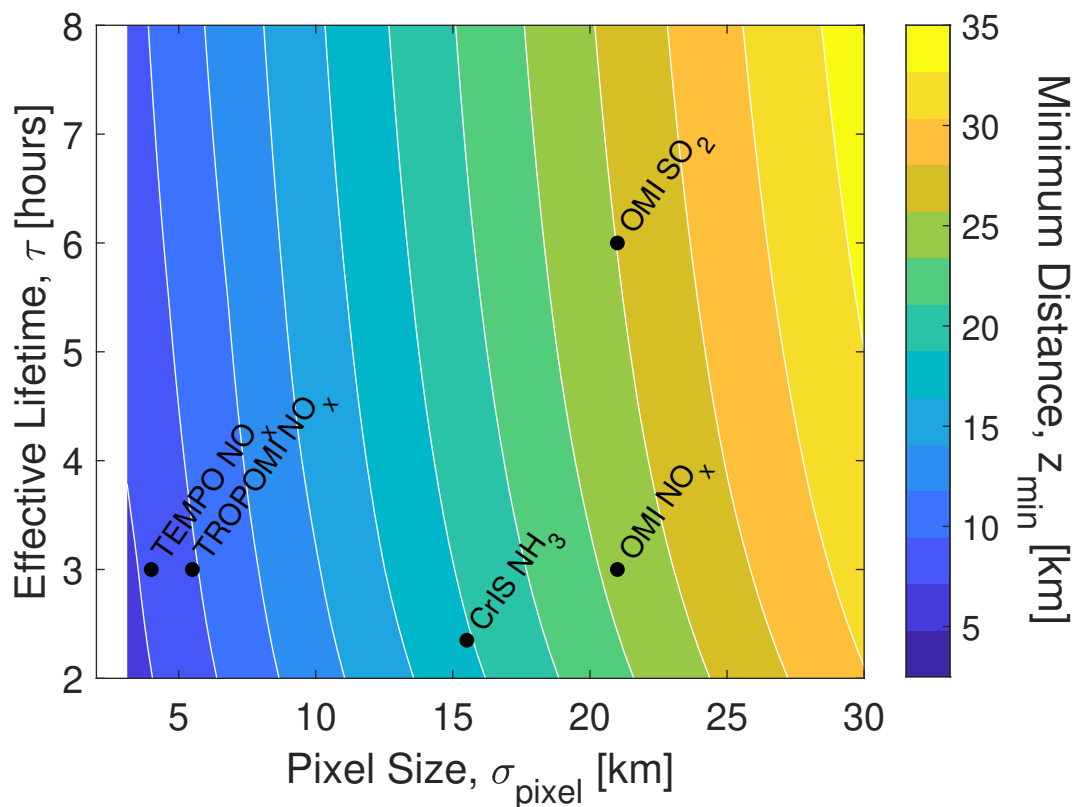 Effective Lifetime, τ [hours]
8
7
6
5
4
3
2
5
10
15
20
25
30
Pixel Size, σ_pixel [km]
TEMPO NOₓ
TROPOMI NOₓ
CrIS NH₃
OMI NOₓ
OMI SO₂
35
30
25
20
15
10
5
Minimum Distance, z_min [km]